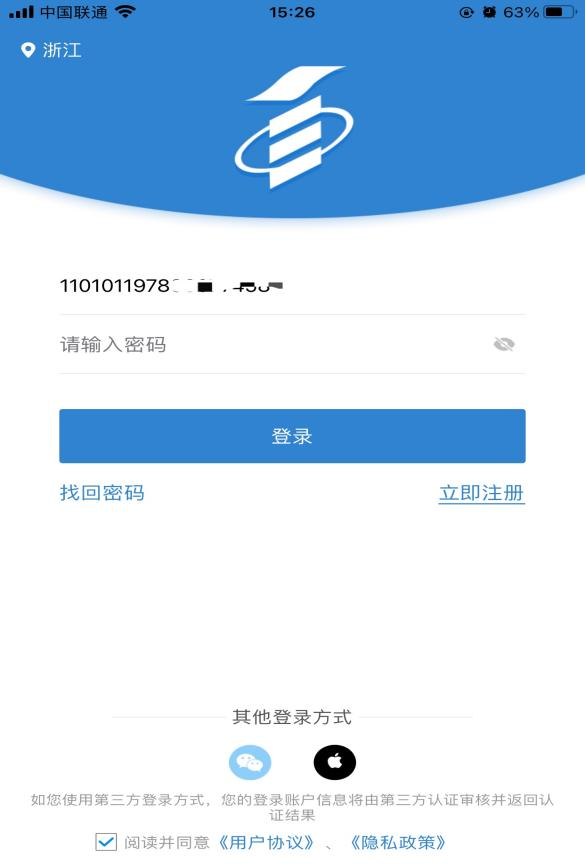 中国联通
15:26
63%
浙江
1101011978
请输入密码
登录
找回密码
立即注册
其他登录方式
如您使用第三方登录方式，您的登录账户信息将由第三方认证审核并返回认
证结果
阅读并同意《用户协议》、《隐私政策》